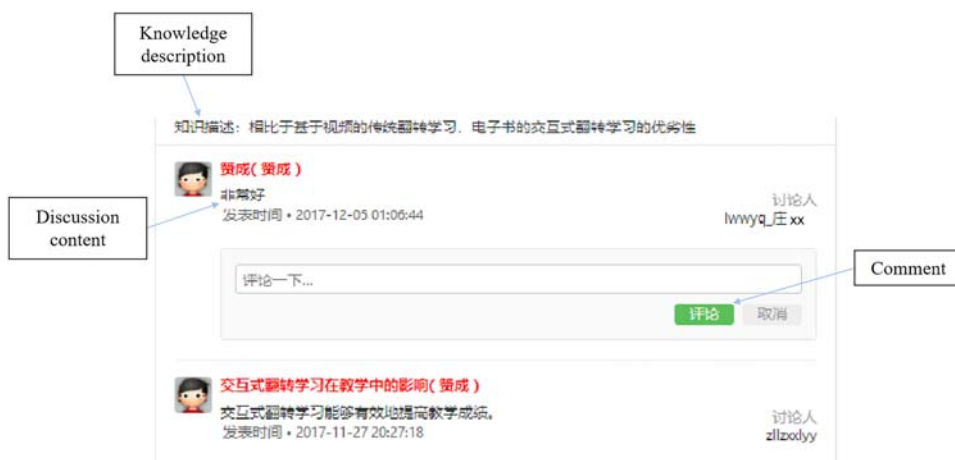 Knowledge
description
知识描述：相比于基于视频的传统翻转学习，电子书的交互式翻转学习的优劣性
赞成( 赞成 )
非常好
发表时间 • 2017-12-05 01:06:44
讨论人
lwwyq_庄 xx
Discussion
content
评论一下...
Comment
评论
取消
交互式翻转学习在教学中的影响( 赞成 )
交互式翻转学习能够有效地提高教学成绩。
发表时间 • 2017-11-27 20:27:18
讨论人
zllzxdyy